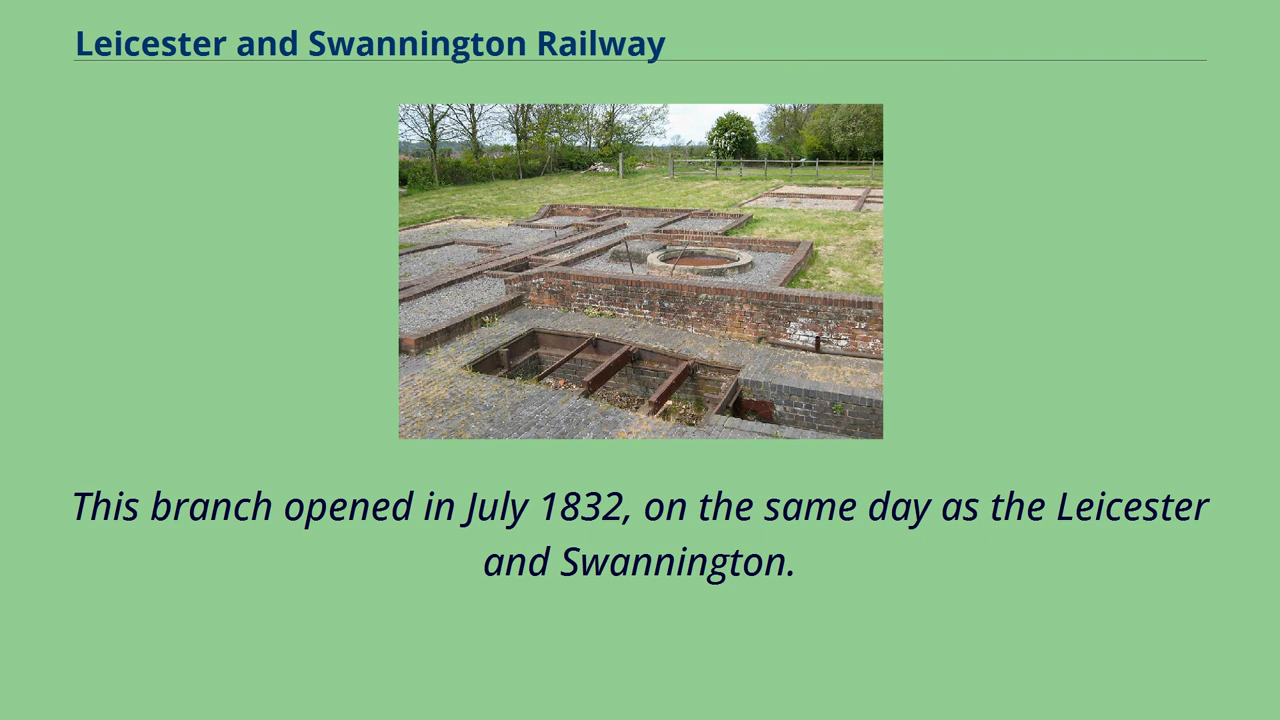 Leicester and Swannington Railway
This branch opened in July 1832, on the same day as the Leicester
and Swannington.